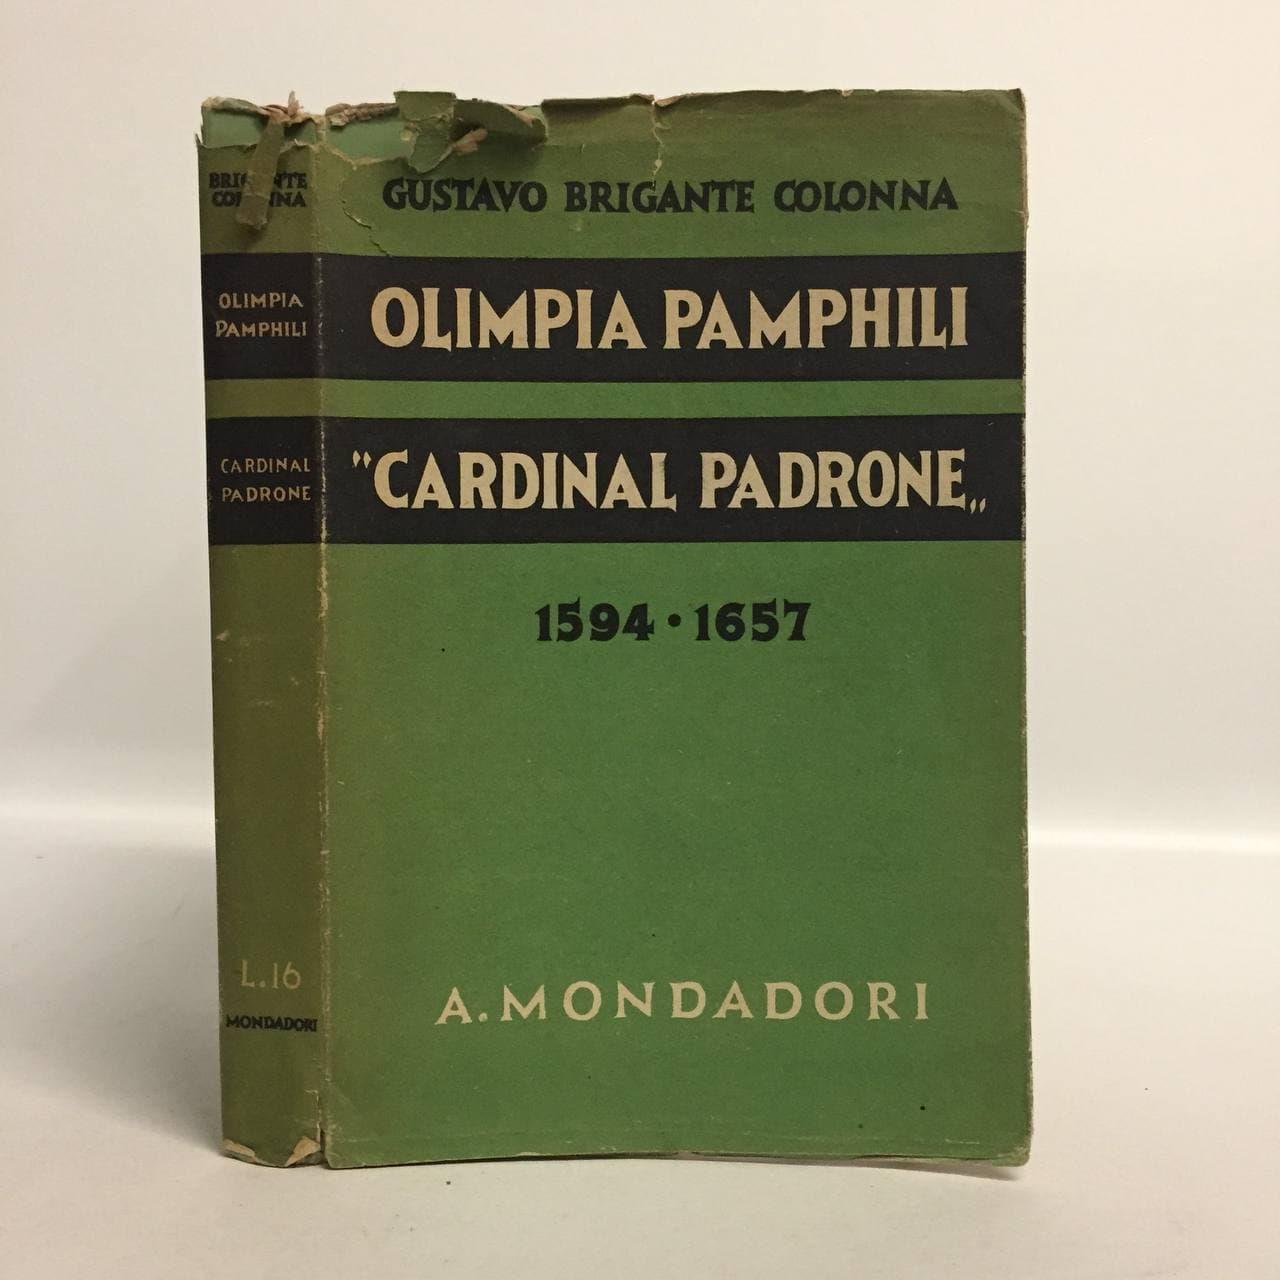 BRIGANTE
COLONNA
OLIMPIA
PAMPHILI
CARDINAL
PADRONE
L.16
MONDADORI
GUSTAVO BRIGANTE COLONNA
OLIMPIA PAMPHILI
"CARDINAL PADRONE„
1594 • 1657
A. MONDADORI